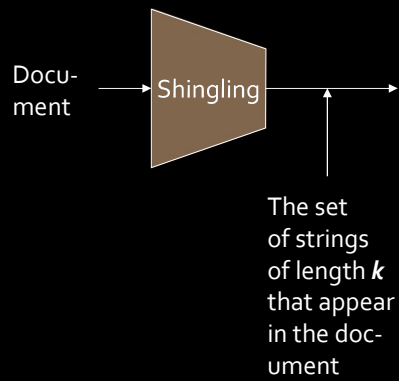 Docu-
ment
Shingling
The set
of strings
of length k
that appear
in the doc-
ument